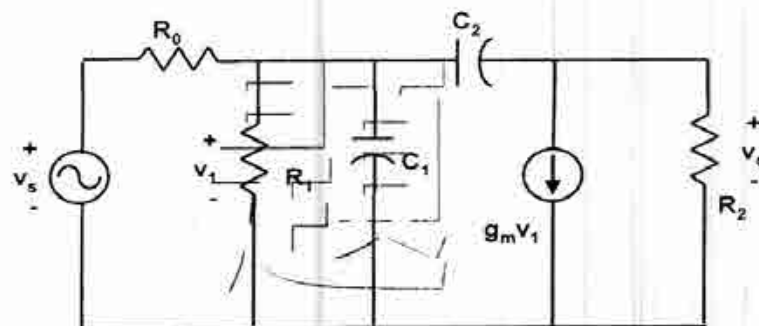 C₂
R₀
+
+
+
v₁
R₁
C₁
vₛ
-
-
-
gₘv₁
R₂